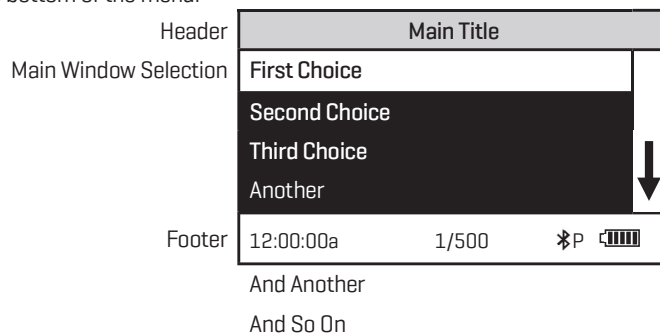 bottom of the menu.
Header Main Title
Main Window Selection First Choice
Second Choice
Third Choice
Another
Footer 12:00:00a 1/500 P
And Another
And So On